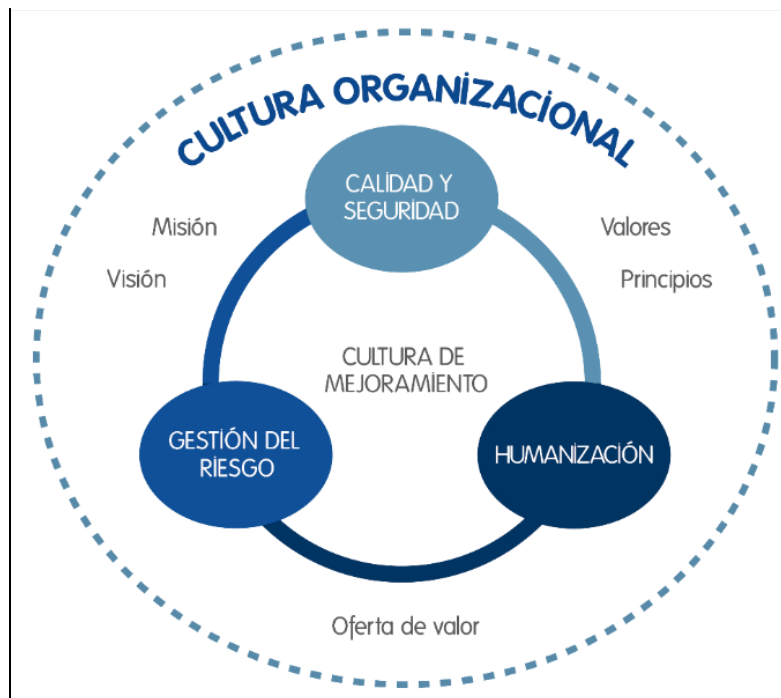 CULTURA ORGANIZACIONAL
CALIDAD Y
SEGURIDAD
Misión
Visión
Valores
Principios
CULTURA DE
MEJORAMIENTO
GESTIÓN DEL
RIESGO
HUMANIZACIÓN
Oferta de valor